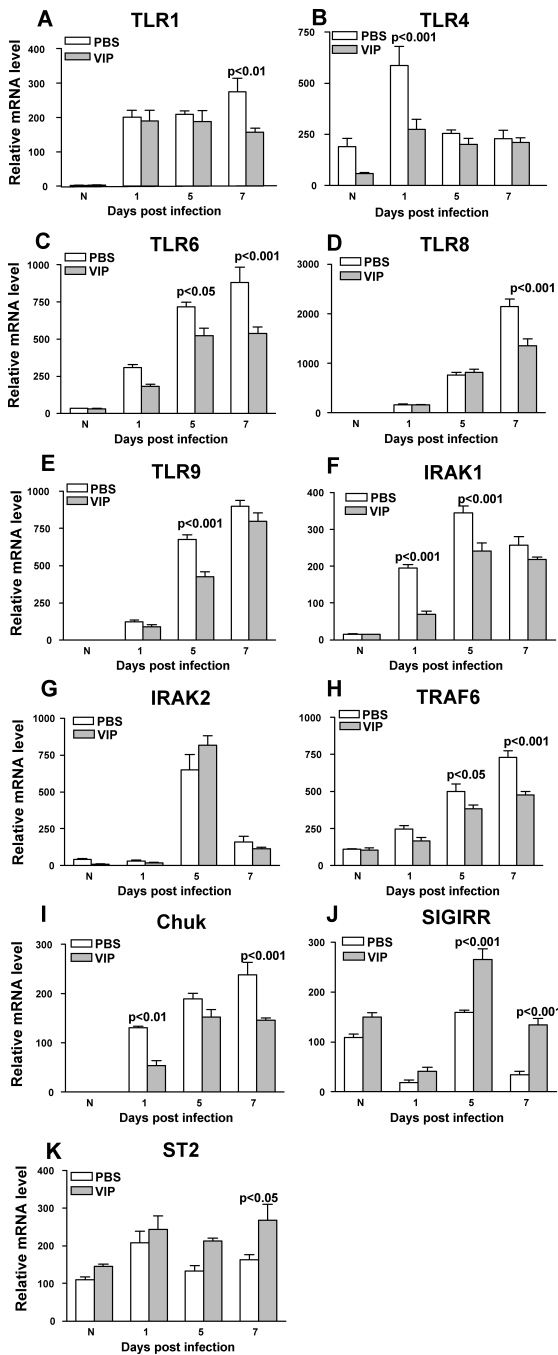 A
TLR1
Relative mRNA level
400
300
200
100
0
PBS
VIP
p<0.01
N 1 5 7
Days post infection
B
TLR4
750
500
250
0
PBS
VIP
p<0.001
N 1 5 7
Days post infection
C
TLR6
Relative mRNA level
1000
750
500
250
0
PBS
VIP
p<0.05
p<0.001
N 1 5 7
Days post infection
D
TLR8
3000
2000
1000
0
PBS
VIP
p<0.001
N 1 5 7
Days post infection
E
TLR9
Relative mRNA level
1000
750
500
250
0
PBS
VIP
p<0.001
N 1 5 7
Days post infection
F
IRAK1
400
300
200
100
0
PBS
VIP
p<0.001
p<0.001
N 1 5 7
Days post infection
G
IRAK2
Relative mRNA level
1000
750
500
250
0
PBS
VIP
N 1 5 7
Days post infection
H
TRAF6
1000
750
500
250
0
PBS
VIP
p<0.05
p<0.001
N 1 5 7
Days post infection
I
Chuk
Relative mRNA level
300
200
100
0
PBS
VIP
p<0.01
p<0.001
N 1 5 7
Days post infection
J
SIGIRR
300
200
100
0
PBS
VIP
p<0.001
p<0.001
N 1 5 7
Days post infection
K
ST2
Relative mRNA level
400
300
200
100
0
PBS
VIP
p<0.05
N 1 5 7
Days post infection